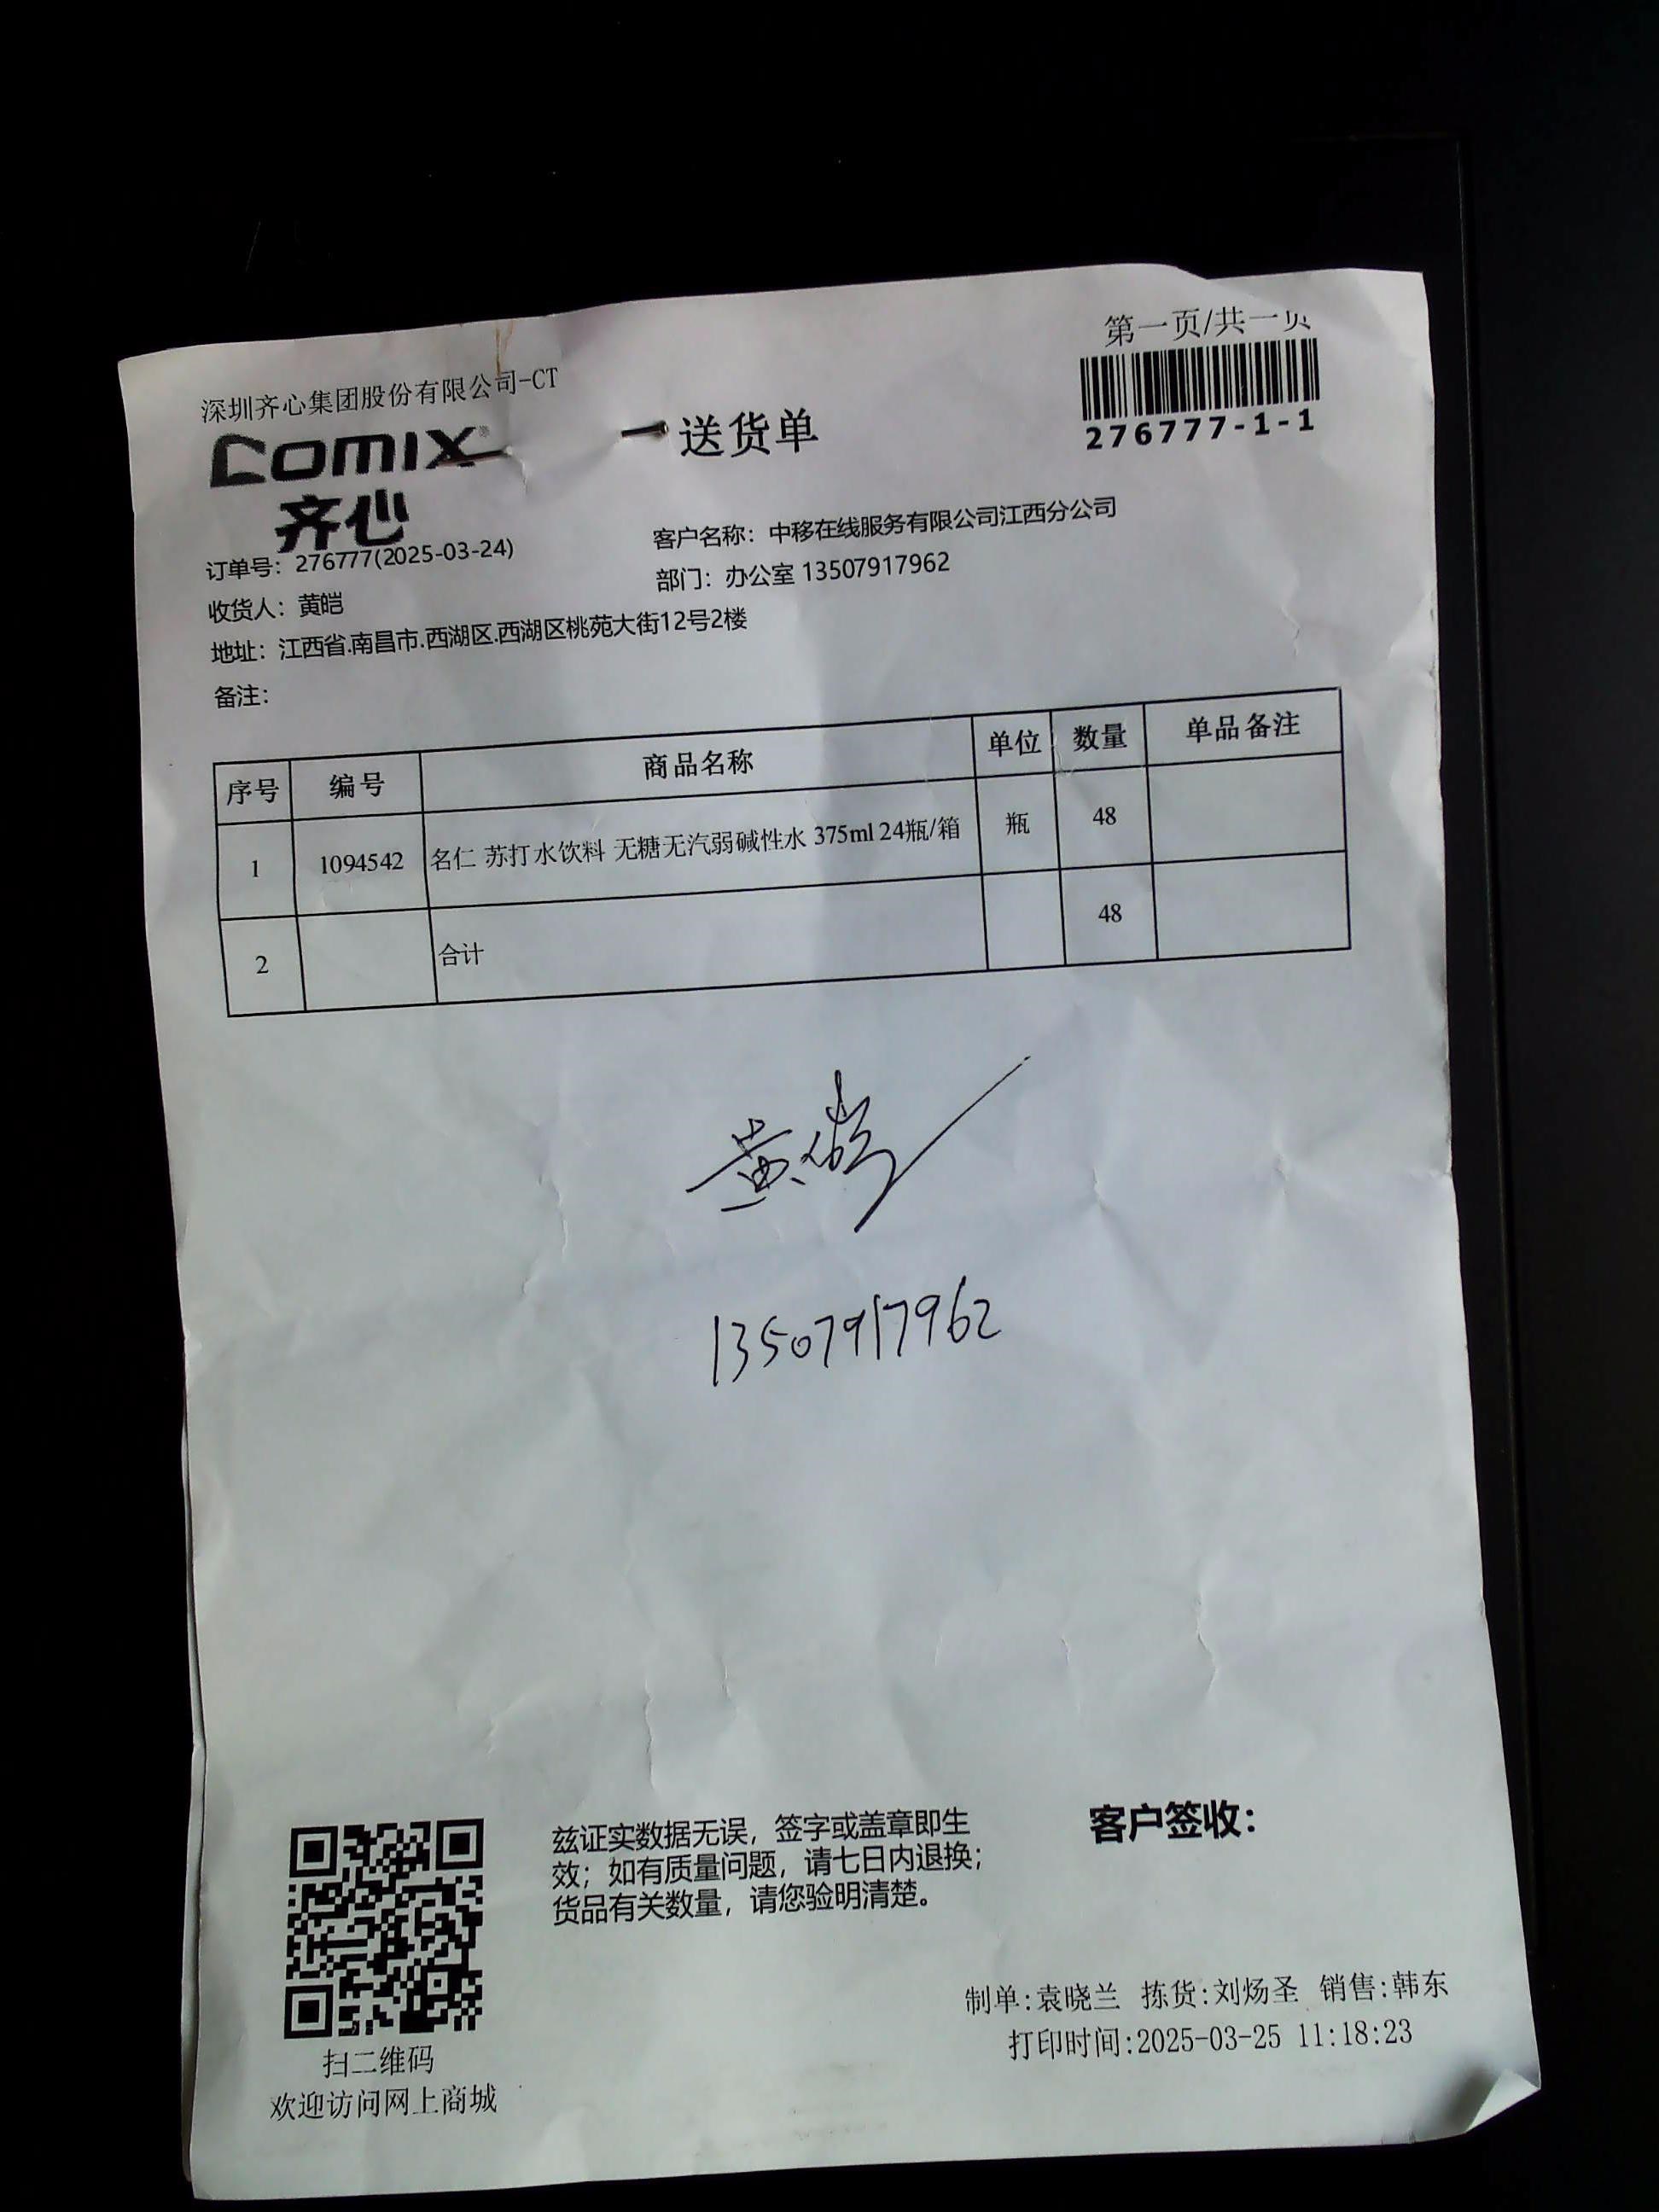 第一页/共一页
深圳齐心集团股份有限公司-CT
comix®
齐心
送货单
276777-1-1
订单号：276777(2025-03-24)
客户名称：中移在线服务有限公司江西分公司
收货人：黄皑
部门：办公室 13507917962
地址：江西省.南昌市.西湖区.西湖区桃苑大街12号2楼
备注：
序号 编号 商品名称 单位 数量 单品备注
1 1094542 名仁 苏打水饮料 无糖无汽弱碱性水 375ml 24瓶/箱 瓶 48
2 合计 48
黄
13507917962
兹证实数据无误，签字或盖章即生
效；如有质量问题，请七日内退换；
货品有关数量，请您验明清楚。
客户签收：
制单:袁晓兰 拣货:刘炀圣 销售:韩东
打印时间:2025-03-25 11:18:23
扫二维码
欢迎访问网上商城